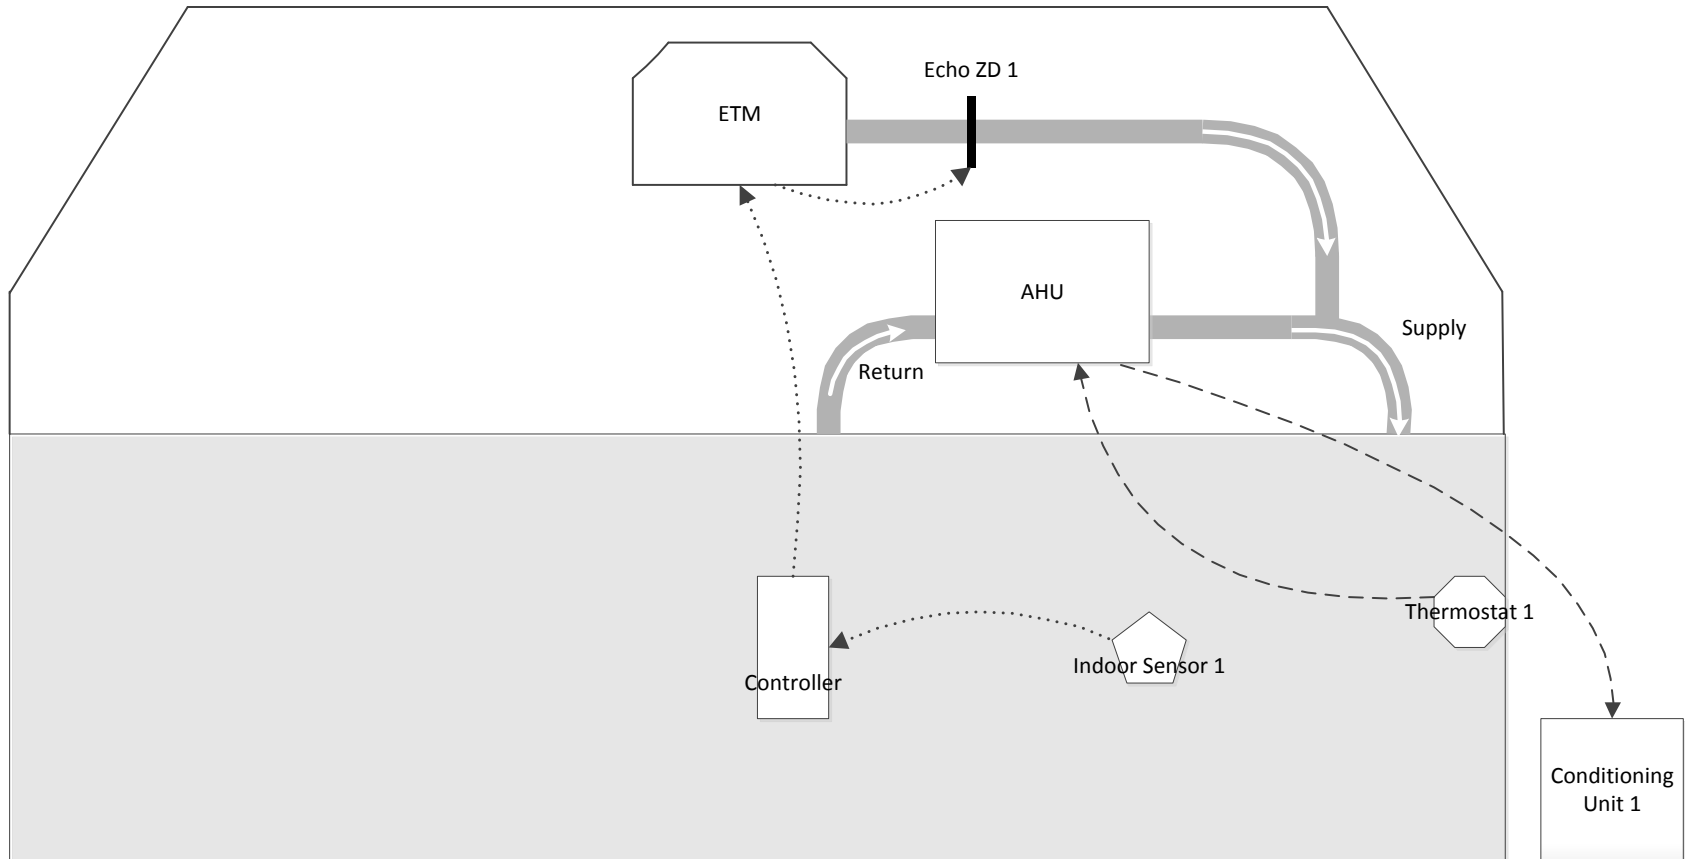 Echo ZD 1
ETM
AHU
Supply
Return
Thermostat 1
Indoor Sensor 1
Controller
Conditioning
Unit 1